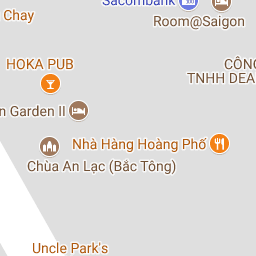 Sacombank
Chay
Room@Saigon
HOKA PUB
CÔN
TNHH DEA
n Garden II
Nhà Hàng Hoàng Phố
Chùa An Lạc (Bắc Tông)
Uncle Park's